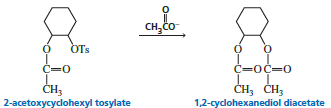 O
CH3CO−
O
OTs
O
O
C=O
C=O
C=O
CH3
CH3
CH3
2-acetoxycyclohexyl tosylate
1,2-cyclohexanediol diacetate